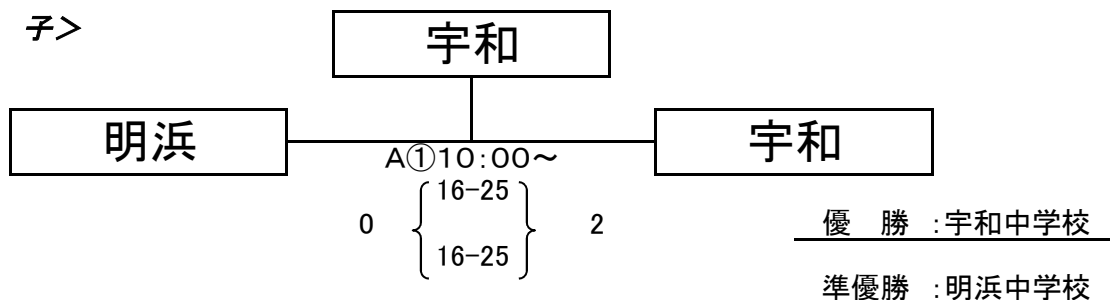 子＞
宇和
明浜
宇和
A①10:00～
16-25
0 2
16-25
優　勝 :宇和中学校
準優勝 :明浜中学校